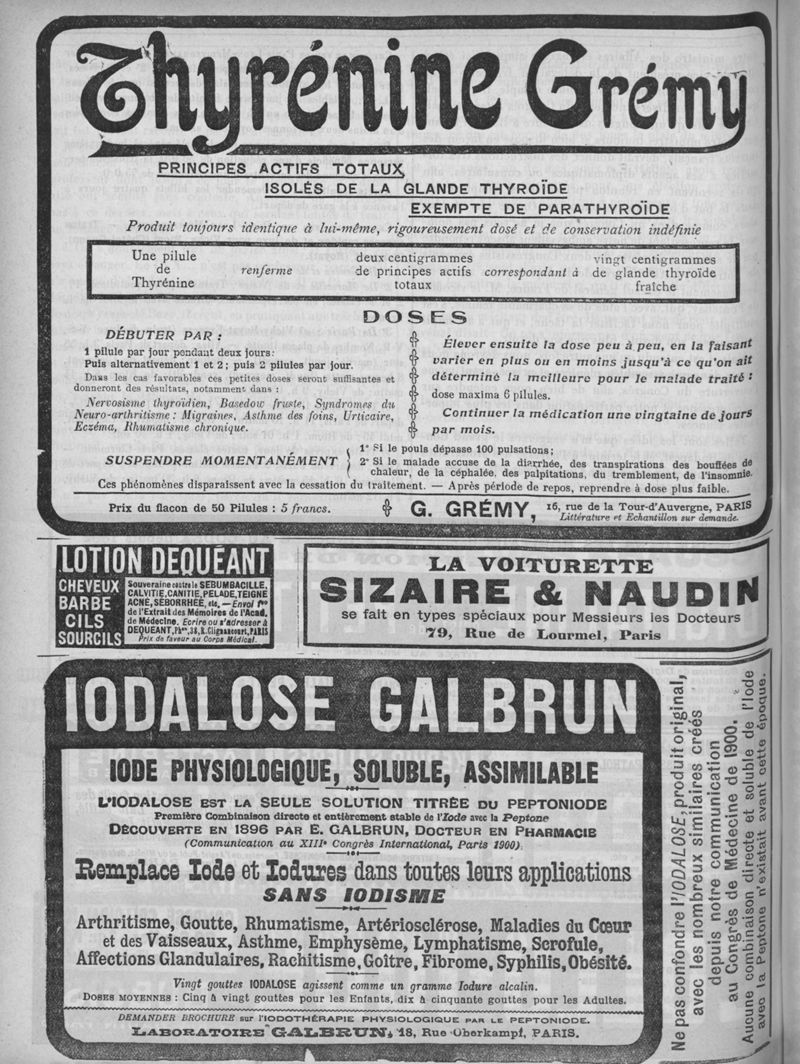 Thyrénine Grémy
PRINCIPES ACTIFS TOTAUX
ISOLÉS DE LA GLANDE THYROÏDE
EXEMPTE DE PARATHYROÏDE
Produit toujours identique à lui-même, rigoureusement dosé et de conservation indéfinie
Une pilule
de
Thyrénine
renferme
deux centigrammes
de principes actifs
totaux
correspondant à
vingt centigrammes
de glande thyroïde
fraîche
DOSES
DÉBUTER PAR :
1 pilule par jour pendant deux jours:
Puis alternativement 1 et 2; puis 2 pilules par jour.
Dans les cas favorables ces petites doses seront suffisantes et
donneront des résultats, notamment dans :
Nervosisme thyroïdien, Basedow fruste, Syndromes du
Neuro-arthritisme : Migraines, Asthme des foins, Urticaire,
Eczéma, Rhumatisme chronique.
Élever ensuite la dose peu à peu, en la faisant
varier en plus ou en moins jusqu'à ce qu'on ait
déterminé la meilleure pour le malade traité :
dose maxima 6 pilules.
Continuer la médication une vingtaine de jours
par mois.
SUSPENDRE MOMENTANÉMENT
1° Si le pouls dépasse 100 pulsations;
2° Si le malade accuse de la diarrhée, des transpirations des bouffées de
chaleur, de la céphalée, des palpitations, du tremblement, de l'insomnie.
Ces phénomènes disparaissent avec la cessation du traitement. — Après période de repos, reprendre à dose plus faible.
Prix du flacon de 50 Pilules : 5 francs.
G. GRÉMY, 16, rue de la Tour-d'Auvergne, PARIS
Littérature et Echantillon sur demande.
LOTION DEQUÉANT
CHEVEUX
BARBE
CILS
SOURCILS
Souveraine contre le SEBUMBACILLE,
CALVITIE, CANITIE, PELADE, TEIGNE
ACNÉ, SÉBORRHÉE, etc. — Envoi fco
de l'Extrait des Mémoires de l'Acad.
de Médecine. Ecrire ou s'adresser à
DEQUEANT, Phen, 38, R. Clignancourt, PARIS
Prix de faveur au Corps Médical.
LA VOITURETTE
SIZAIRE & NAUDIN
se fait en types spéciaux pour Messieurs les Docteurs
79, Rue de Lourmel, Paris
IODALOSE GALBRUN
IODE PHYSIOLOGIQUE, SOLUBLE, ASSIMILABLE
L'IODALOSE EST LA SEULE SOLUTION TITRÉE DU PEPTONIODE
Première Combinaison directe et entièrement stable de l'Iode avec la Peptone
DÉCOUVERTE EN 1896 PAR E. GALBRUN, DOCTEUR EN PHARMACIE
(Communication au XIIIe Congrès International, Paris 1900).
Remplace Iode et Iodures dans toutes leurs applications
SANS IODISME
Arthritisme, Goutte, Rhumatisme, Artériosclérose, Maladies du Cœur
et des Vaisseaux, Asthme, Emphysème, Lymphatisme, Scrofule,
Affections Glandulaires, Rachitisme, Goître, Fibrome, Syphilis, Obésité.
Vingt gouttes IODALOSE agissent comme un gramme Iodure alcalin.
DOSES MOYENNES : Cinq à vingt gouttes pour les Enfants, dix à cinquante gouttes pour les Adultes.
DEMANDER BROCHURE sur l'IODOTHÉRAPIE PHYSIOLOGIQUE PAR LE PEPTONIODE.
LABORATOIRE GALBRUN, 18, Rue Oberkampf, PARIS.
Ne pas confondre l'IODALOSE, produit original,
avec les nombreux similaires créés
depuis notre communication
au Congrès de Médecine de 1900.
Aucune combinaison directe et soluble de l'Iode
avec la Peptone n'existait avant cette époque.